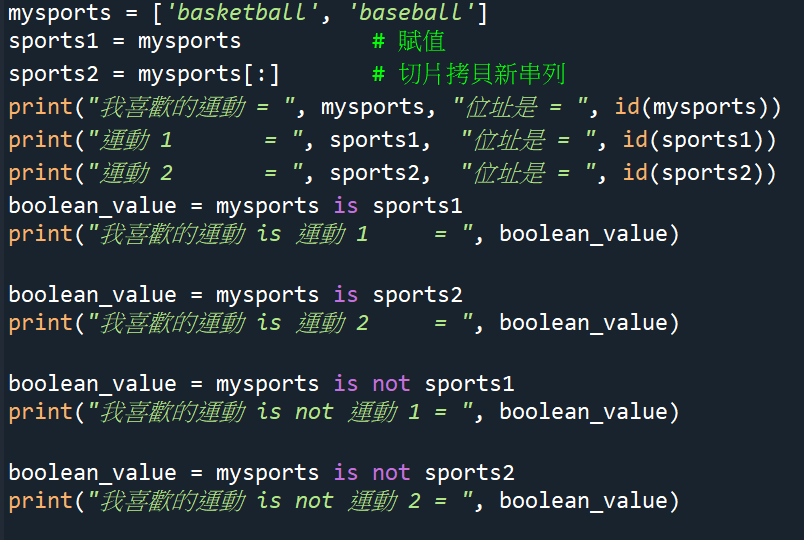 mysports = ['basketball', 'baseball']
sports1 = mysports          # 賦值
sports2 = mysports[:]       # 切片拷貝新串列
print("我喜歡的運動 = ", mysports, "位址是 = ", id(mysports))
print("運動 1       = ", sports1,  "位址是 = ", id(sports1))
print("運動 2       = ", sports2,  "位址是 = ", id(sports2))
boolean_value = mysports is sports1
print("我喜歡的運動 is 運動 1     = ", boolean_value)

boolean_value = mysports is sports2
print("我喜歡的運動 is 運動 2     = ", boolean_value)

boolean_value = mysports is not sports1
print("我喜歡的運動 is not 運動 1 = ", boolean_value)

boolean_value = mysports is not sports2
print("我喜歡的運動 is not 運動 2 = ", boolean_value)